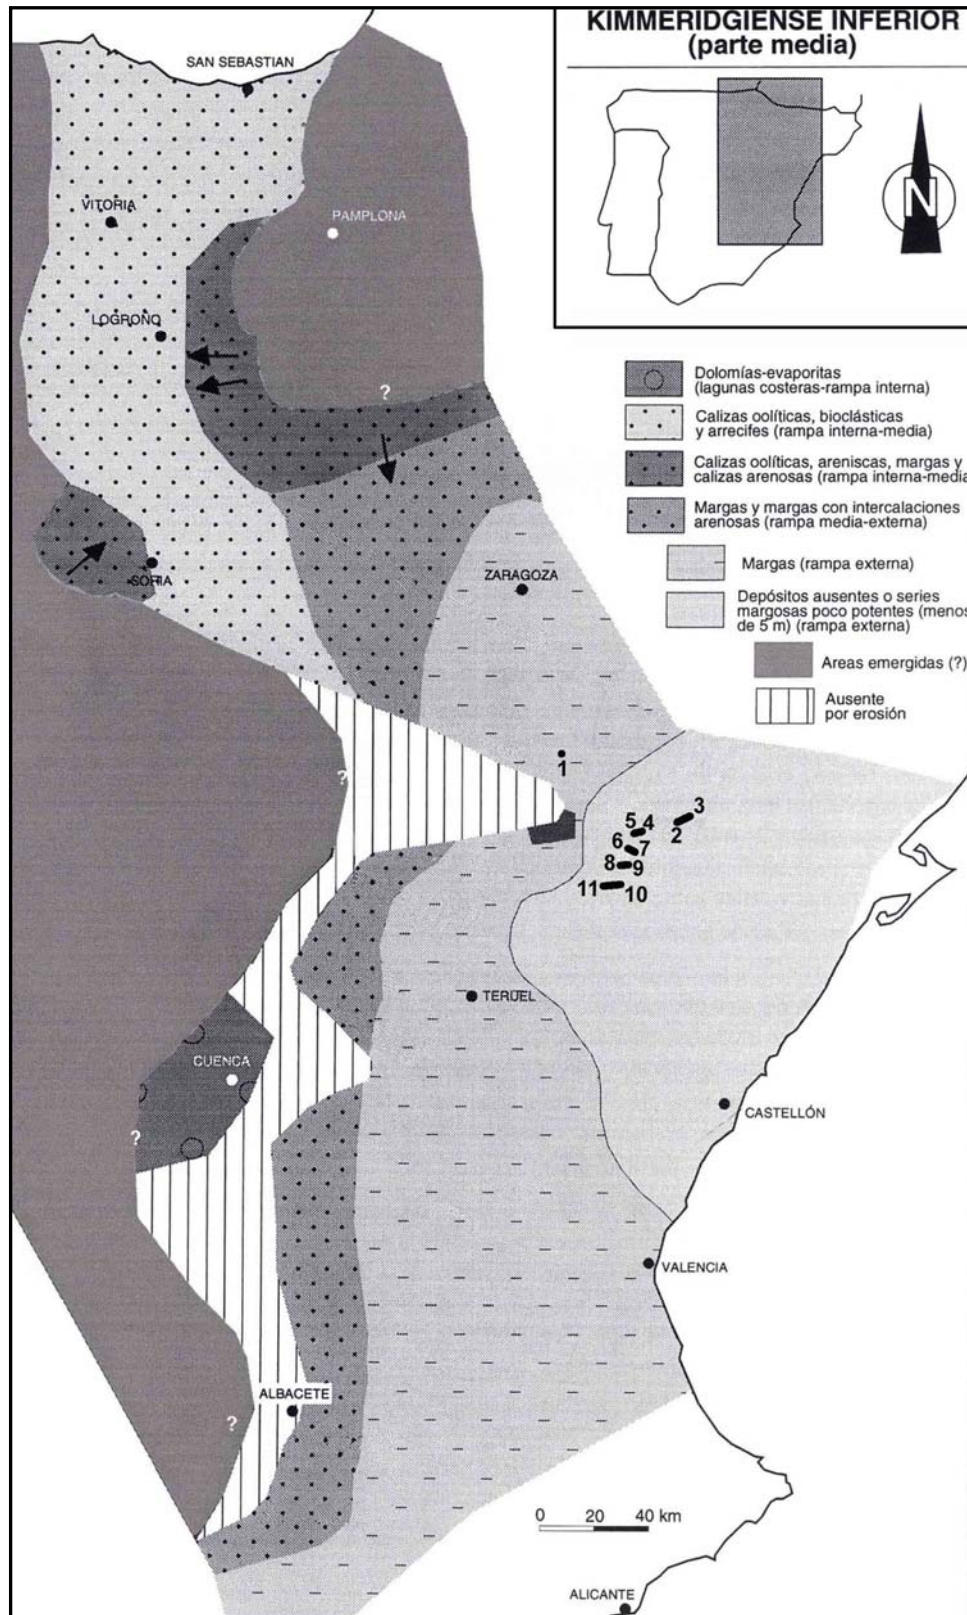 KIMMERIDGIENSE INFERIOR
(parte media)
N
SAN SEBASTIAN
VITORIA
PAMPLONA
LOGROÑO
?
SORIA
ZARAGOZA
Dolomías-evaporitas
(lagunas costeras-rampa interna)
Calizas oolíticas, bioclásticas
y arrecifes (rampa interna-media)
Calizas oolíticas, areniscas, margas y
calizas arenosas (rampa interna-media
Margas y margas con intercalaciones
arenosas (rampa media-externa)
Margas (rampa externa)
Depósitos ausentes o series
margosas poco potentes (menos
de 5 m) (rampa externa)
Areas emergidas (?)
Ausente
por erosión
?
1
3
5 4
2
6
7
8 9
11
10
TERUEL
CUENCA
?
CASTELLÓN
VALENCIA
ALBACETE
?
0 20 40 km
ALICANTE